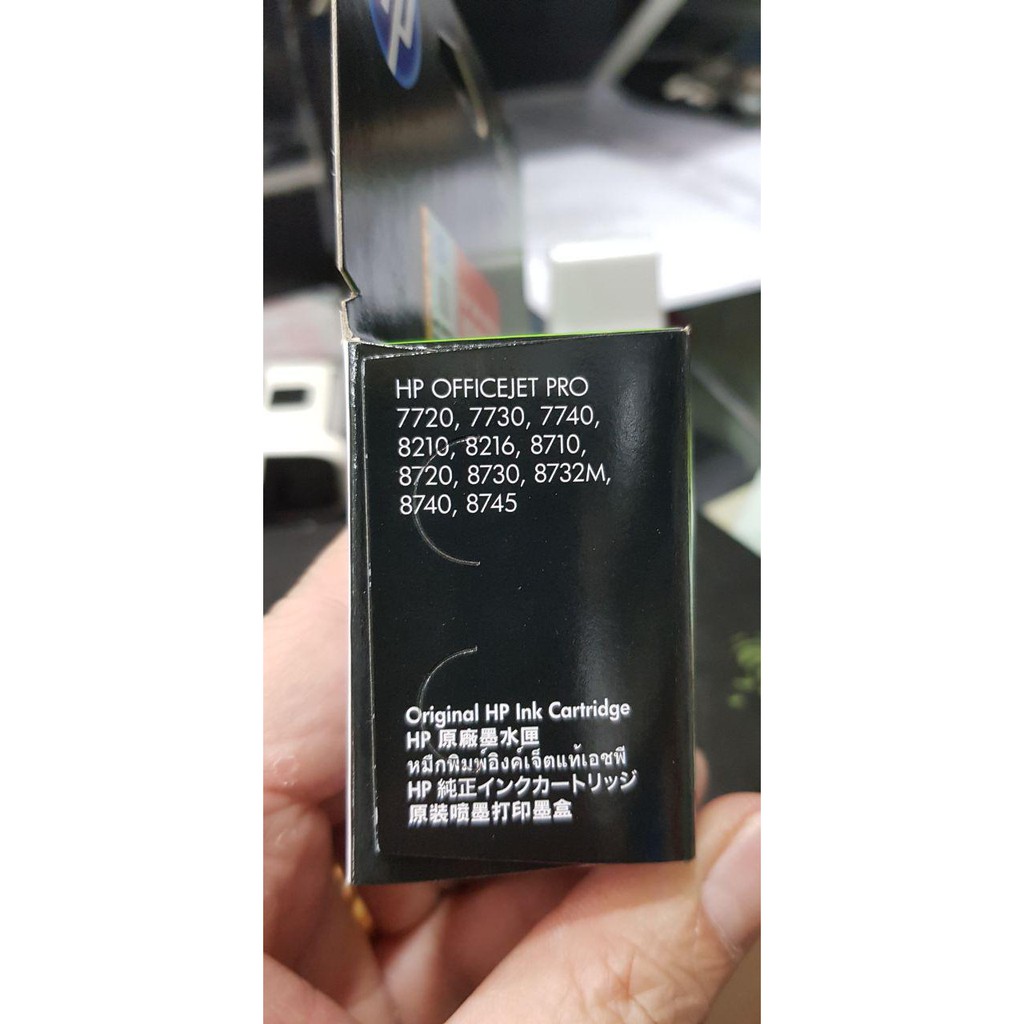 HP OFFICEJET PRO
7720, 7730, 7740,
8210, 8216, 8710,
8720, 8730, 8732M,
8740, 8745
Original HP Ink Cartridge
HP 原廠墨水匣
หมึกพิมพ์อิงค์เจ็ตแท้เอชพี
HP 純正インクカートリッジ
原装喷墨打印墨盒